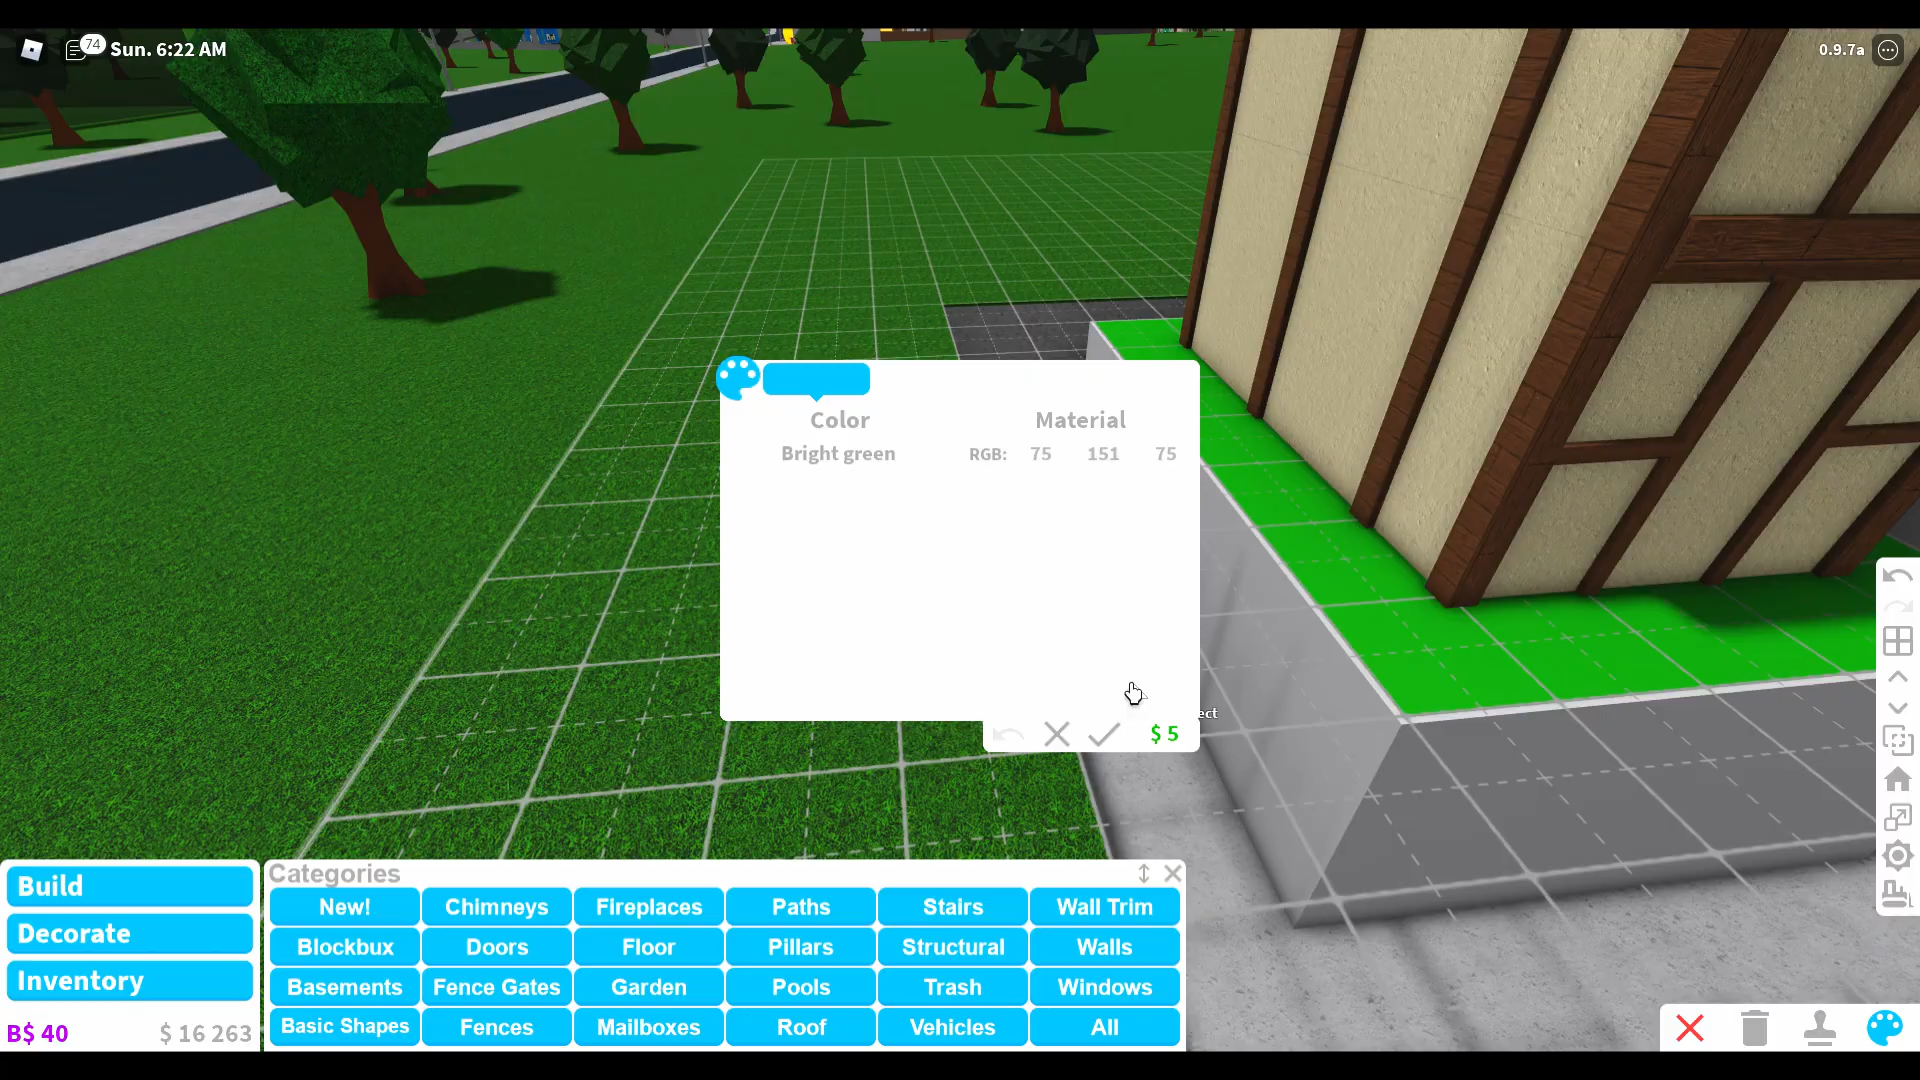 74 Sun. 6:22 AM
0.9.7a
Color Material
Bright green RGB: 75 151 75
ect
$ 5
Build
Decorate
Inventory
B$ 40 $ 16 263
Categories
New! Chimneys Fireplaces Paths Stairs Wall Trim
Blockbux Doors Floor Pillars Structural Walls
Basements Fence Gates Garden Pools Trash Windows
Basic Shapes Fences Mailboxes Roof Vehicles All